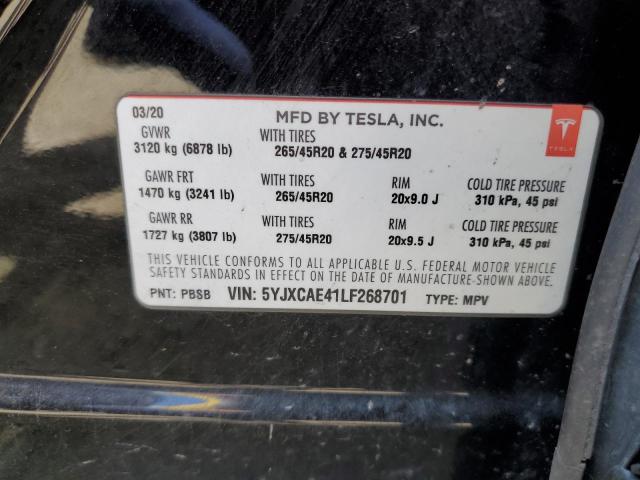 03/20 MFD BY TESLA, INC.
GVWR WITH TIRES
3120 kg (6878 lb) 265/45R20 & 275/45R20
TESLA
GAWR FRT WITH TIRES RIM COLD TIRE PRESSURE
1470 kg (3241 lb) 265/45R20 20x9.0 J 310 kPa, 45 psi
GAWR RR WITH TIRES RIM COLD TIRE PRESSURE
1727 kg (3807 lb) 275/45R20 20x9.5 J 310 kPa, 45 psi
THIS VEHICLE CONFORMS TO ALL APPLICABLE U.S. FEDERAL MOTOR VEHICLE
SAFETY STANDARDS IN EFFECT ON THE DATE OF MANUFACTURE SHOWN ABOVE.
PNT: PBSB VIN: 5YJXCAE41LF268701 TYPE: MPV